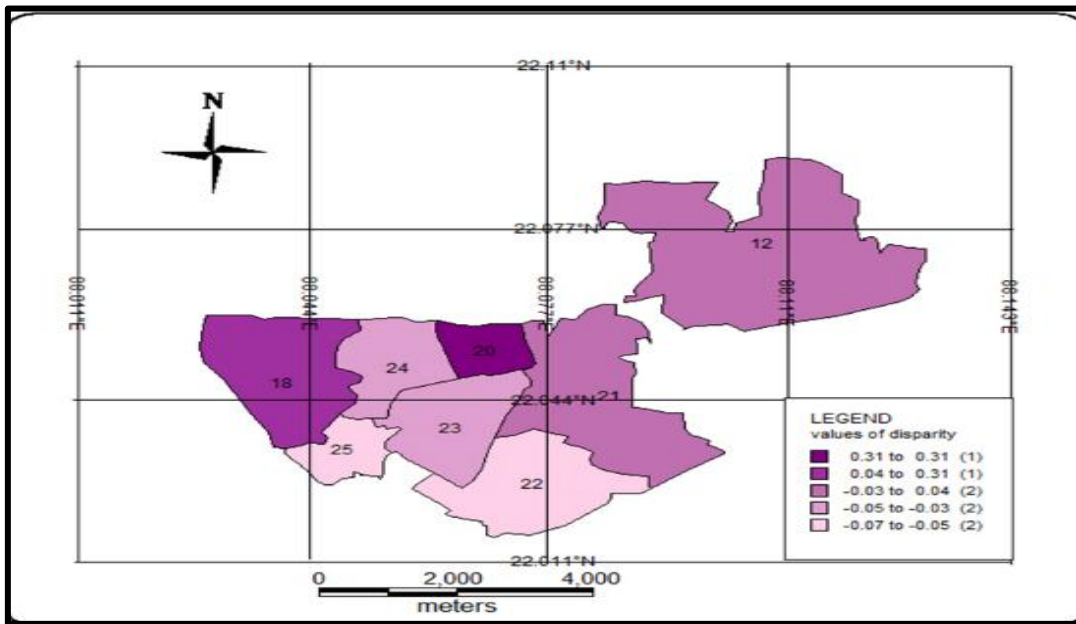 N
22.11°N
22.077°N
12
88.011°E
88.044°E
88.077°E
88.11°E
88.143°E
20
24
18
21
22.044°N
23
25
22
LEGEND
values of disparity
0.31 to 0.31 (1)
0.04 to 0.31 (1)
-0.03 to 0.04 (2)
-0.05 to -0.03 (2)
-0.07 to -0.05 (2)
22.011°N
0 2,000 4,000
meters